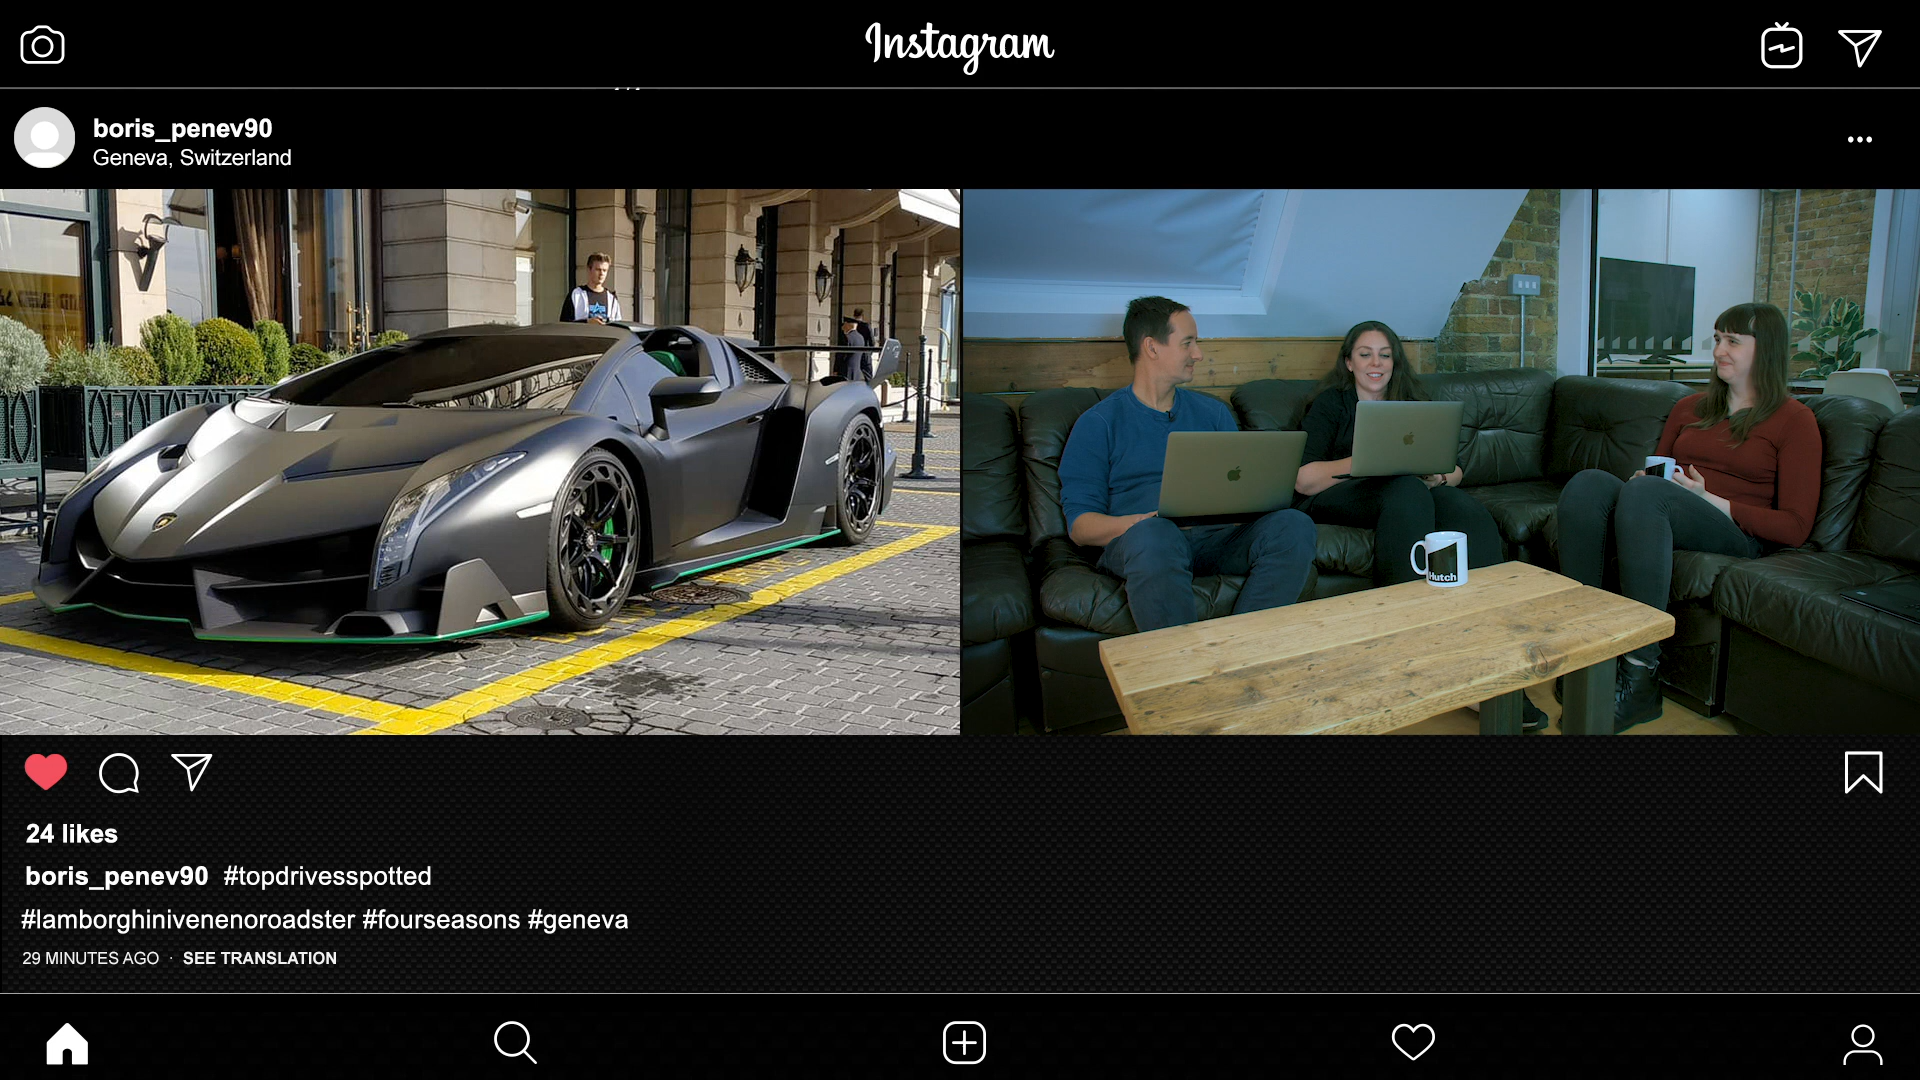 Instagram
boris_penev90
Geneva, Switzerland
Hutch
24 likes
boris_penev90 #topdrivesspotted
#lamborghinivenenoroadster #fourseasons #geneva
29 MINUTES AGO · SEE TRANSLATION